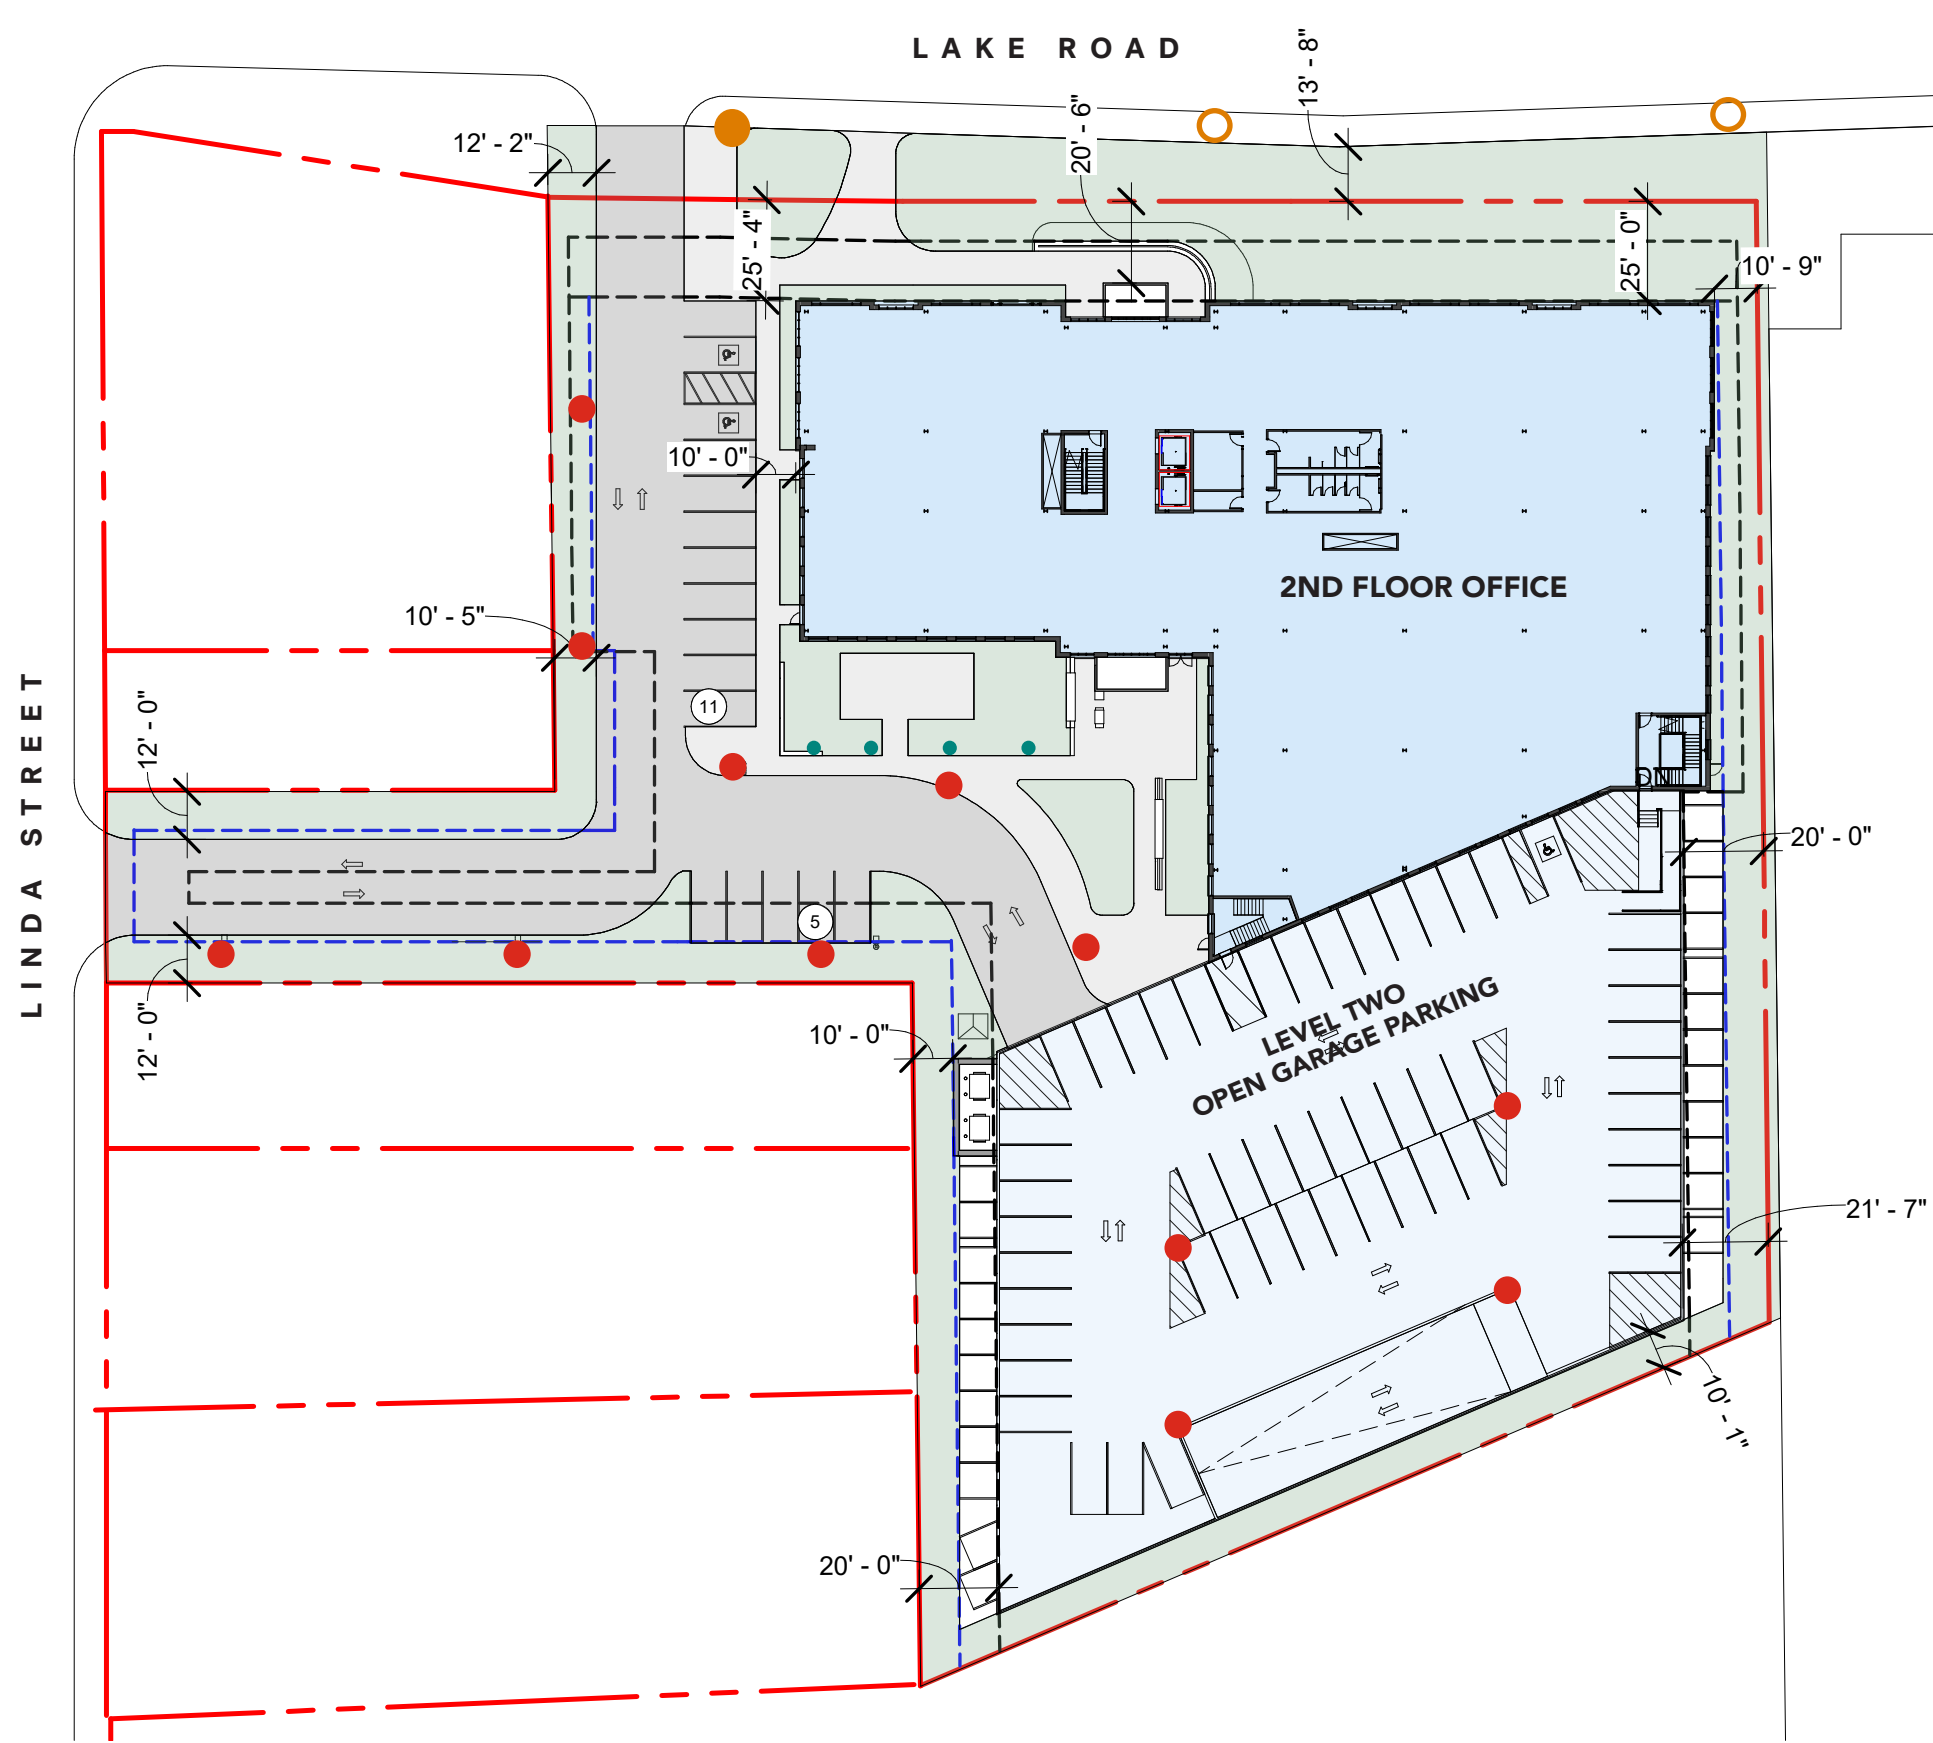 LAKE ROAD
13' - 8"
20' - 6"
12' - 2"
25' - 4"
25' - 0"
10' - 9"
10' - 0"
2ND FLOOR OFFICE
10' - 5"
LINDA STREET
12' - 0"
11
DN
20' - 0"
5
12' - 0"
10' - 0"
LEVEL TWO
OPEN GARAGE PARKING
21' - 7"
10' - 1"
20' - 0"